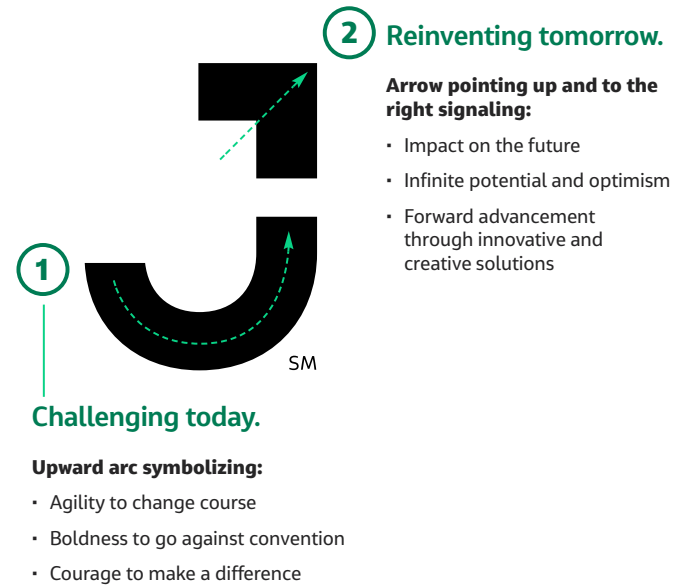 2 Reinventing tomorrow.
Arrow pointing up and to the
right signaling:
· Impact on the future
· Infinite potential and optimism
· Forward advancement
through innovative and
creative solutions
1
SM
Challenging today.
Upward arc symbolizing:
· Agility to change course
· Boldness to go against convention
· Courage to make a difference